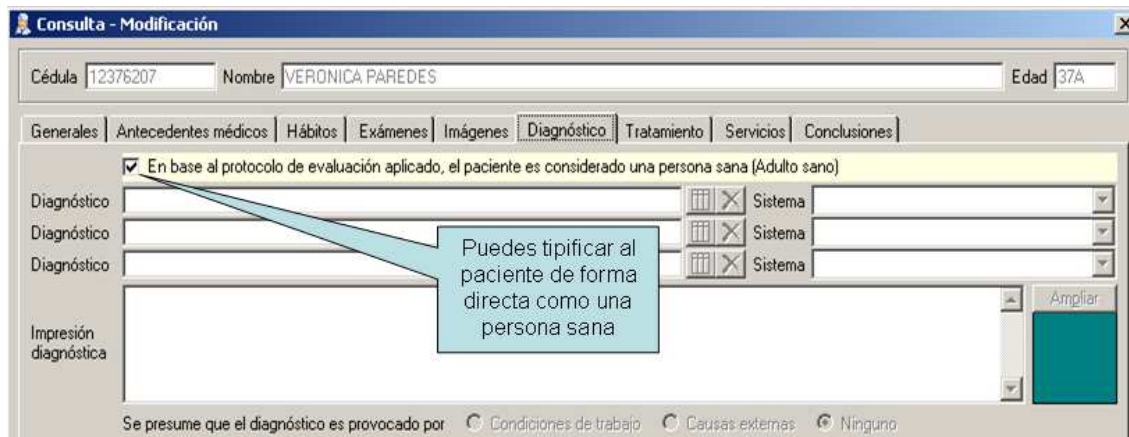 Consulta - Modificación
Cédula 12376207 Nombre VERONICA PAREDES Edad 37A
Generales Antecedentes médicos Hábitos Exámenes Imágenes Diagnóstico Tratamiento Servicios Conclusiones
En base al protocolo de evaluación aplicado, el paciente es considerado una persona sana (Adulto sano)
Diagnóstico Sistema
Diagnóstico Sistema
Diagnóstico Sistema
Puedes tipificar al
paciente de forma
directa como una
persona sana
Ampliar
Impresión
diagnóstica
Se presume que el diagnóstico es provocado por Condiciones de trabajo Causas externas Ninguno